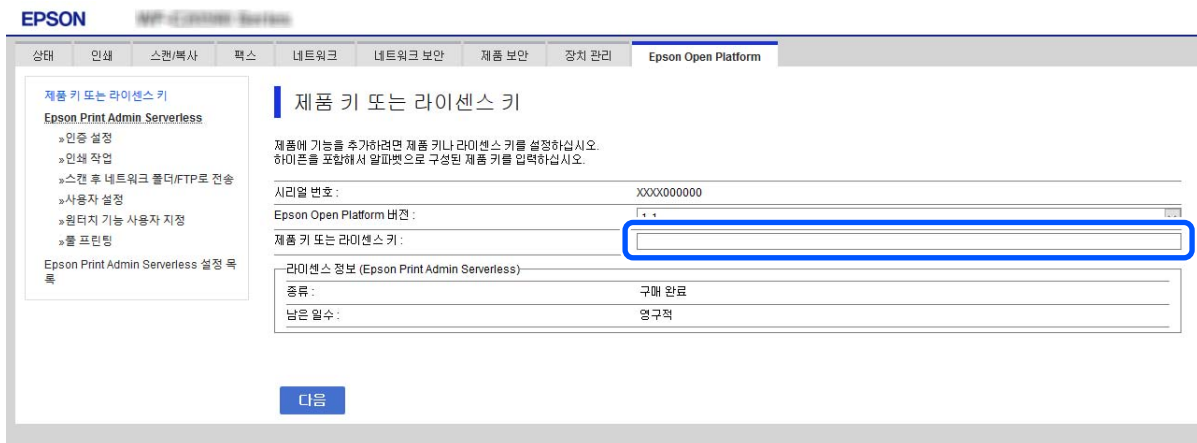 EPSON
상태 인쇄 스캔/복사 팩스 네트워크 네트워크 보안 제품 보안 장치 관리 Epson Open Platform
제품 키 또는 라이센스 키
Epson Print Admin Serverless
»인증 설정
»인쇄 작업
»스캔 후 네트워크 폴더/FTP로 전송
»사용자 설정
»원터치 기능 사용자 지정
»풀 프린팅
Epson Print Admin Serverless 설정 목
록
제품 키 또는 라이센스 키
제품에 기능을 추가하려면 제품 키나 라이센스 키를 설정하십시오.
하이픈을 포함해서 알파벳으로 구성된 제품 키를 입력하십시오.
시리얼 번호 : XXXX000000
Epson Open Platform 버전 : 1.1
제품 키 또는 라이센스 키 :
라이센스 정보 (Epson Print Admin Serverless)
종류 : 구매 완료
남은 일수 : 영구적
다음